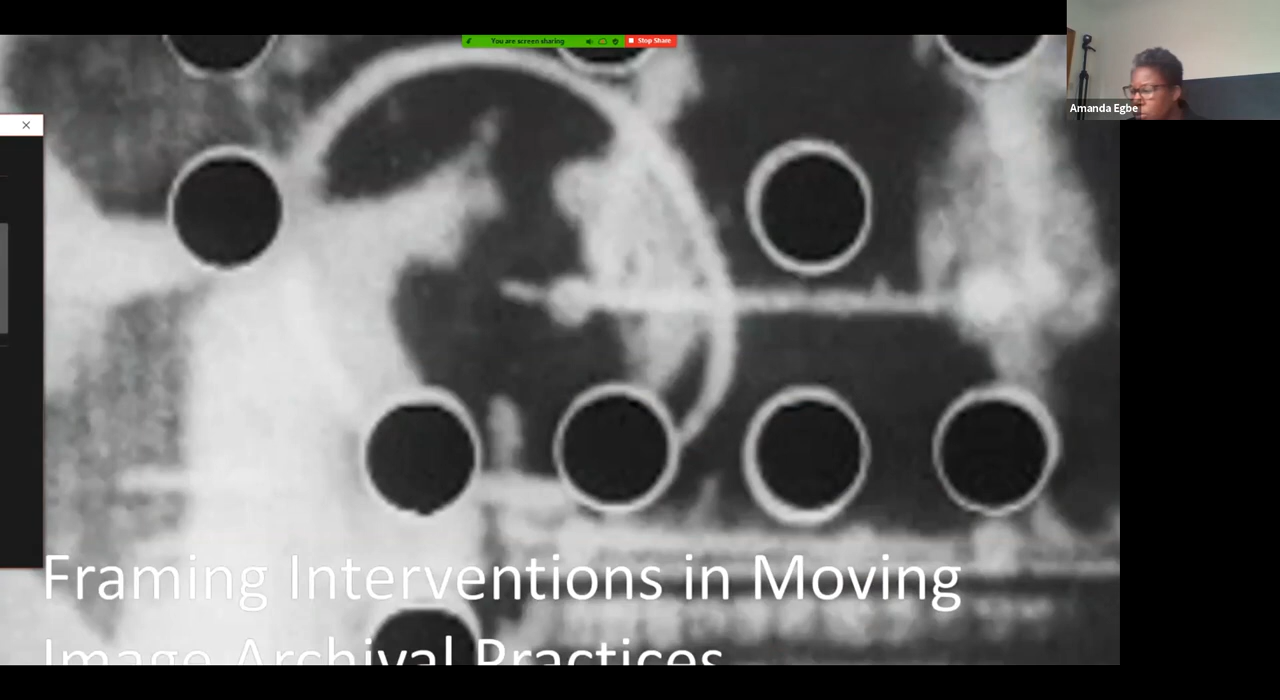 You are screen sharing
Stop Share
Amanda Egbe
Framing Interventions in Moving
Image Archival Practices